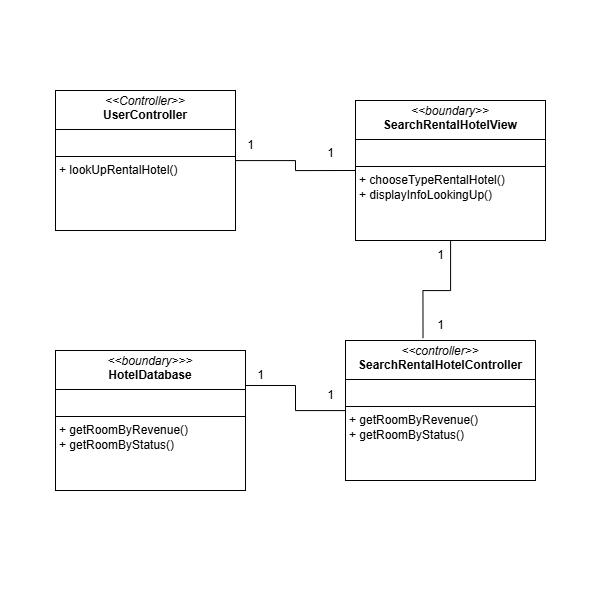 <<Controller>>
UserController
+ lookUpRentalHotel()
1
1
<<boundary>>
SearchRentalHotelView
+ chooseTypeRentalHotel()
+ displayInfoLookingUp()
1
1
<<boundary>>>
HotelDatabase
+ getRoomByRevenue()
+ getRoomByStatus()
1
1
<<controller>>
SearchRentalHotelController
+ getRoomByRevenue()
+ getRoomByStatus()